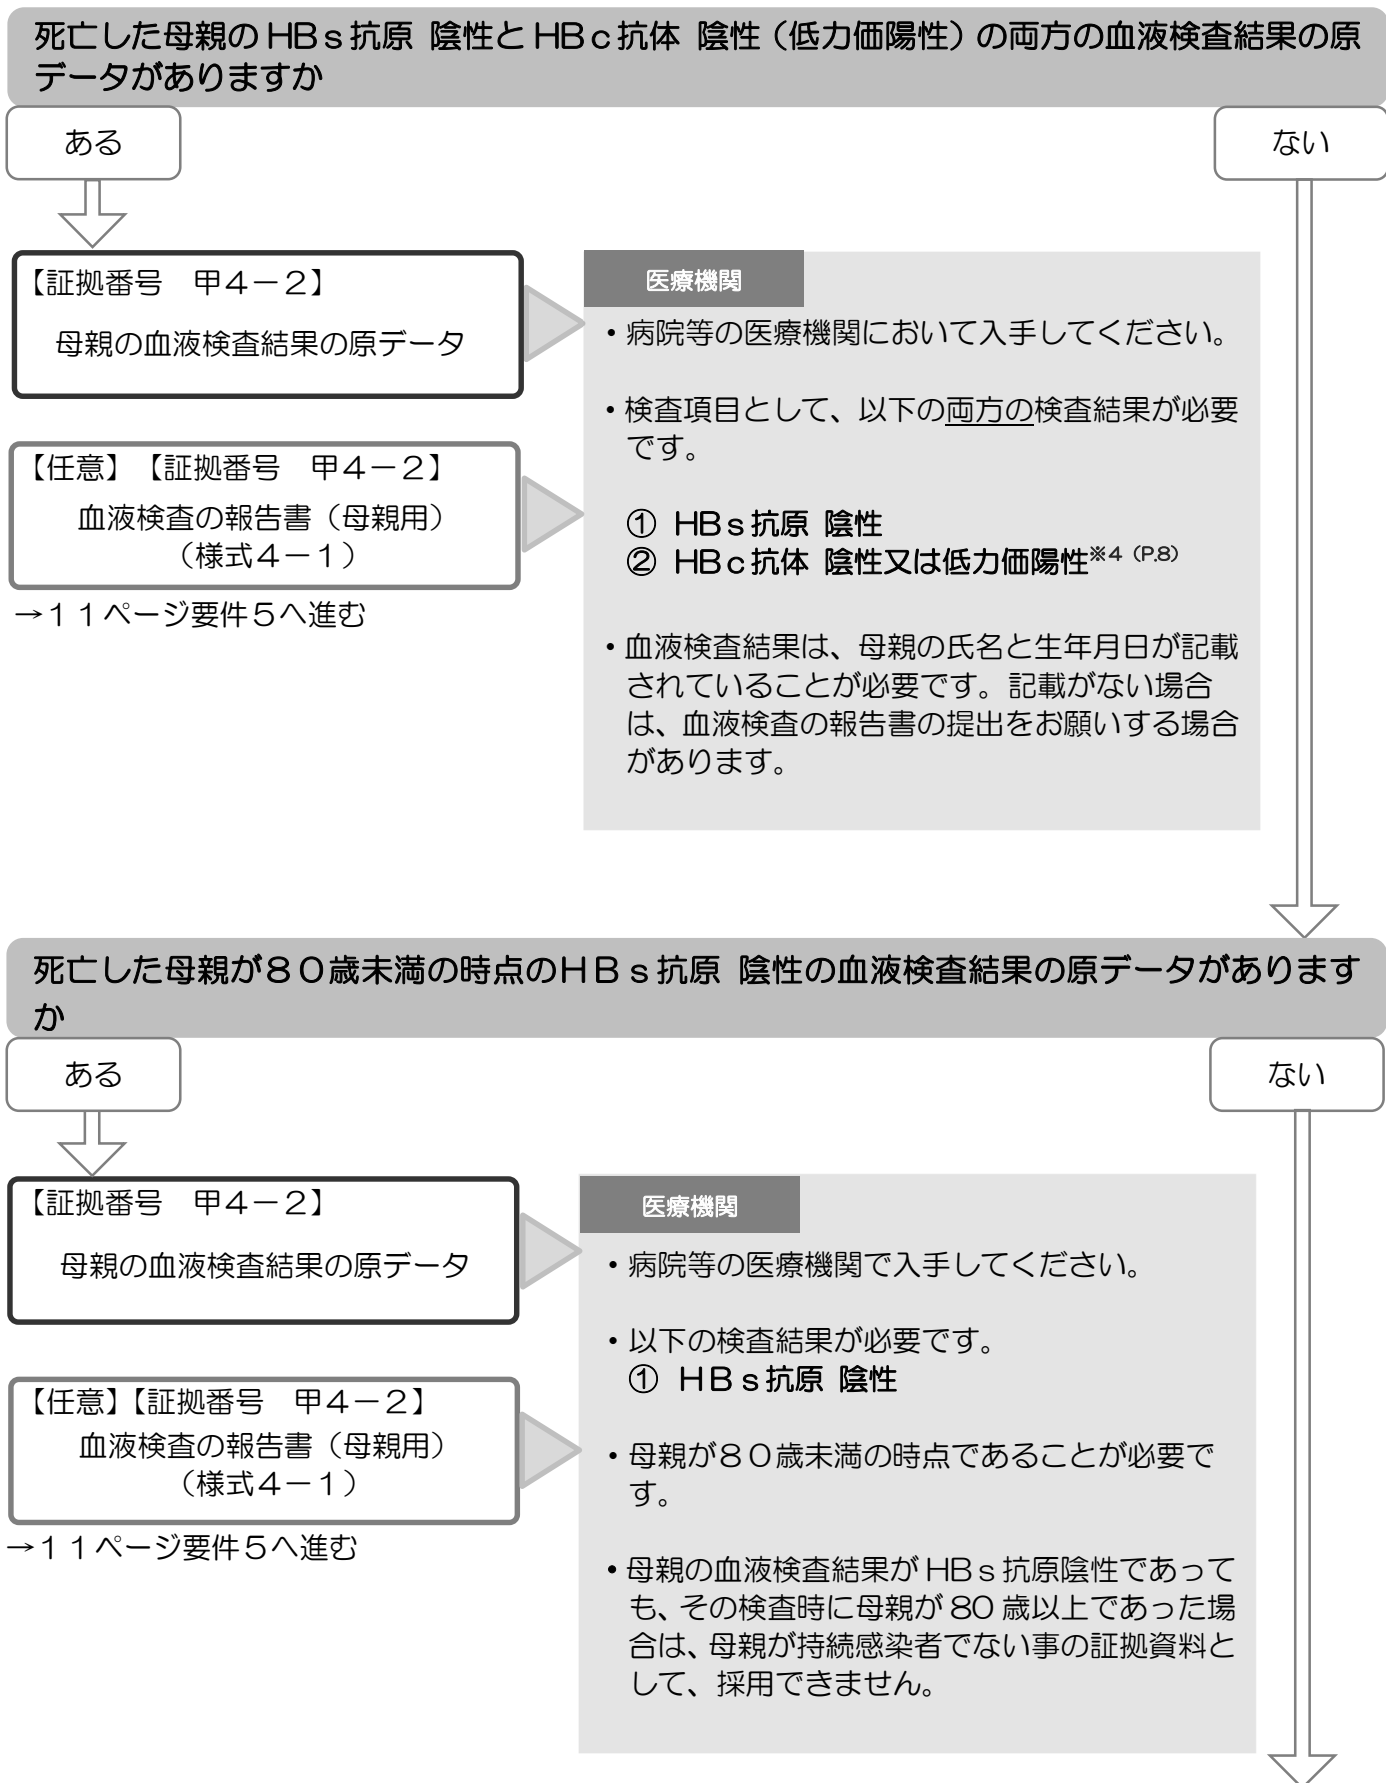 死亡した母親のHBs抗原 陰性とHBc抗体 陰性（低力価陽性）の両方の血液検査結果の原
データがありますか
ある
ない
【証拠番号　甲４－２】
母親の血液検査結果の原データ
【任意】【証拠番号　甲４－２】
血液検査の報告書（母親用）
（様式４－１）
→１１ページ要件５へ進む
医療機関
・病院等の医療機関において入手してください。
・検査項目として、以下の両方の検査結果が必要
です。
① HBs抗原 陰性
② HBc抗体 陰性又は低力価陽性※4（P.8）
・血液検査結果は、母親の氏名と生年月日が記載
されていることが必要です。記載がない場合
は、血液検査の報告書の提出をお願いする場合
があります。
死亡した母親が８０歳未満の時点のＨＢｓ抗原 陰性の血液検査結果の原データがあります
か
ある
ない
【証拠番号　甲４－２】
母親の血液検査結果の原データ
【任意】【証拠番号　甲４－２】
血液検査の報告書（母親用）
（様式４－１）
→１１ページ要件５へ進む
医療機関
・病院等の医療機関で入手してください。
・以下の検査結果が必要です。
① ＨＢｓ抗原 陰性
・母親が８０歳未満の時点であることが必要で
す。
・母親の血液検査結果がHBs抗原陰性であって
も、その検査時に母親が80歳以上であった場
合は、母親が持続感染者でない事の証拠資料と
して、採用できません。